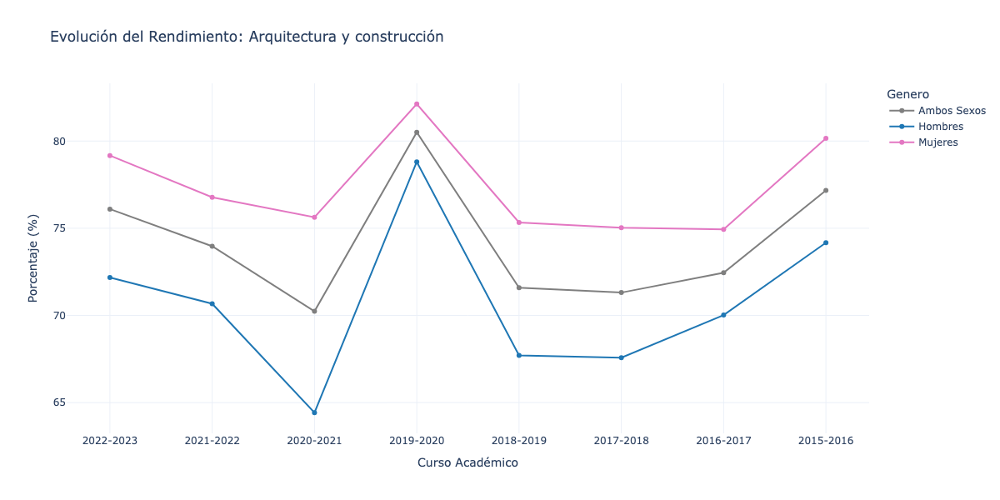 Evolución del Rendimiento: Arquitectura y construcción
Genero
Ambos Sexos
Hombres
Mujeres
Porcentaje (%)
80
75
70
65
2022-2023
2021-2022
2020-2021
2019-2020
2018-2019
2017-2018
2016-2017
2015-2016
Curso Académico